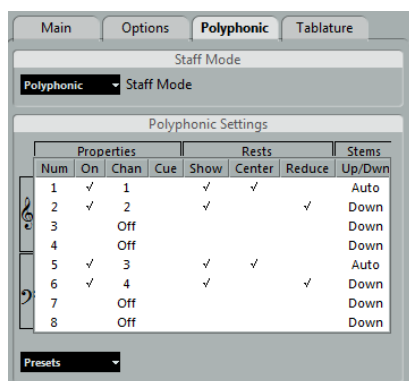 Main Options Polyphonic Tablature
Staff Mode
Polyphonic Staff Mode
Polyphonic Settings
Properties Rests Stems
Num On Chan Cue Show Center Reduce Up/Dwn
1 √ 1 √ √ Auto
2 √ 2 √ √ Down
3 Off Down
4 Off Down
5 √ 3 √ √ Auto
6 √ 4 √ √ Down
7 Off Down
8 Off Down
Presets